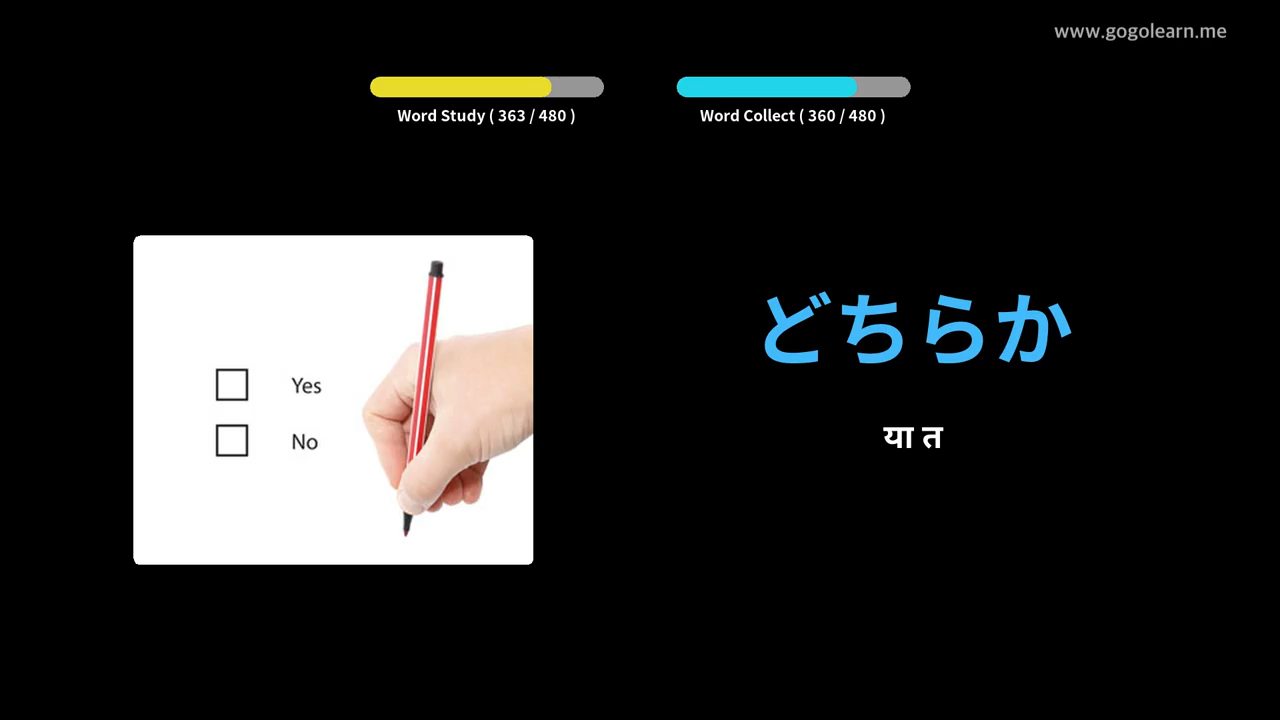 www.gogolearn.me
Word Study ( 363 / 480 )
Word Collect ( 360 / 480 )
どちらか
Yes
या त
No